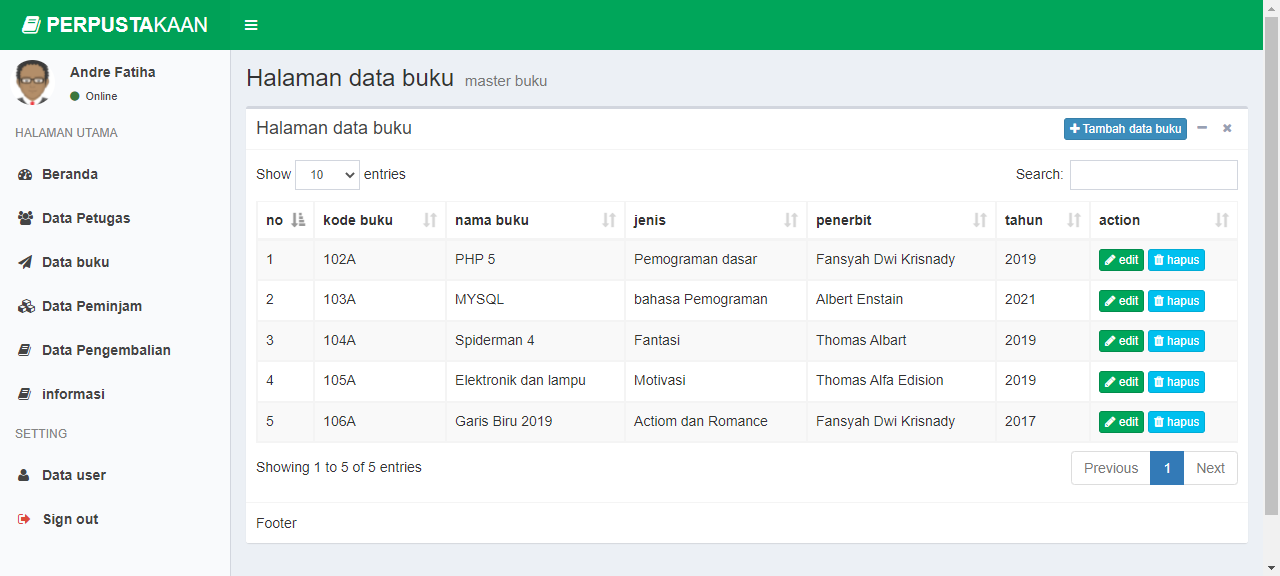 PERPUSTAKAAN
Andre Fatiha
Online
HALAMAN UTAMA
Beranda
Data Petugas
Data buku
Data Peminjam
Data Pengembalian
informasi
SETTING
Data user
Sign out
Halaman data buku master buku
Halaman data buku Tambah data buku
Show 10 entries Search:
no kode buku nama buku jenis penerbit tahun action
1 102A PHP 5 Pemograman dasar Fansyah Dwi Krisnady 2019 edit hapus
2 103A MYSQL bahasa Pemograman Albert Enstain 2021 edit hapus
3 104A Spiderman 4 Fantasi Thomas Albart 2019 edit hapus
4 105A Elektronik dan lampu Motivasi Thomas Alfa Edision 2019 edit hapus
5 106A Garis Biru 2019 Actiom dan Romance Fansyah Dwi Krisnady 2017 edit hapus
Showing 1 to 5 of 5 entries Previous 1 Next
Footer